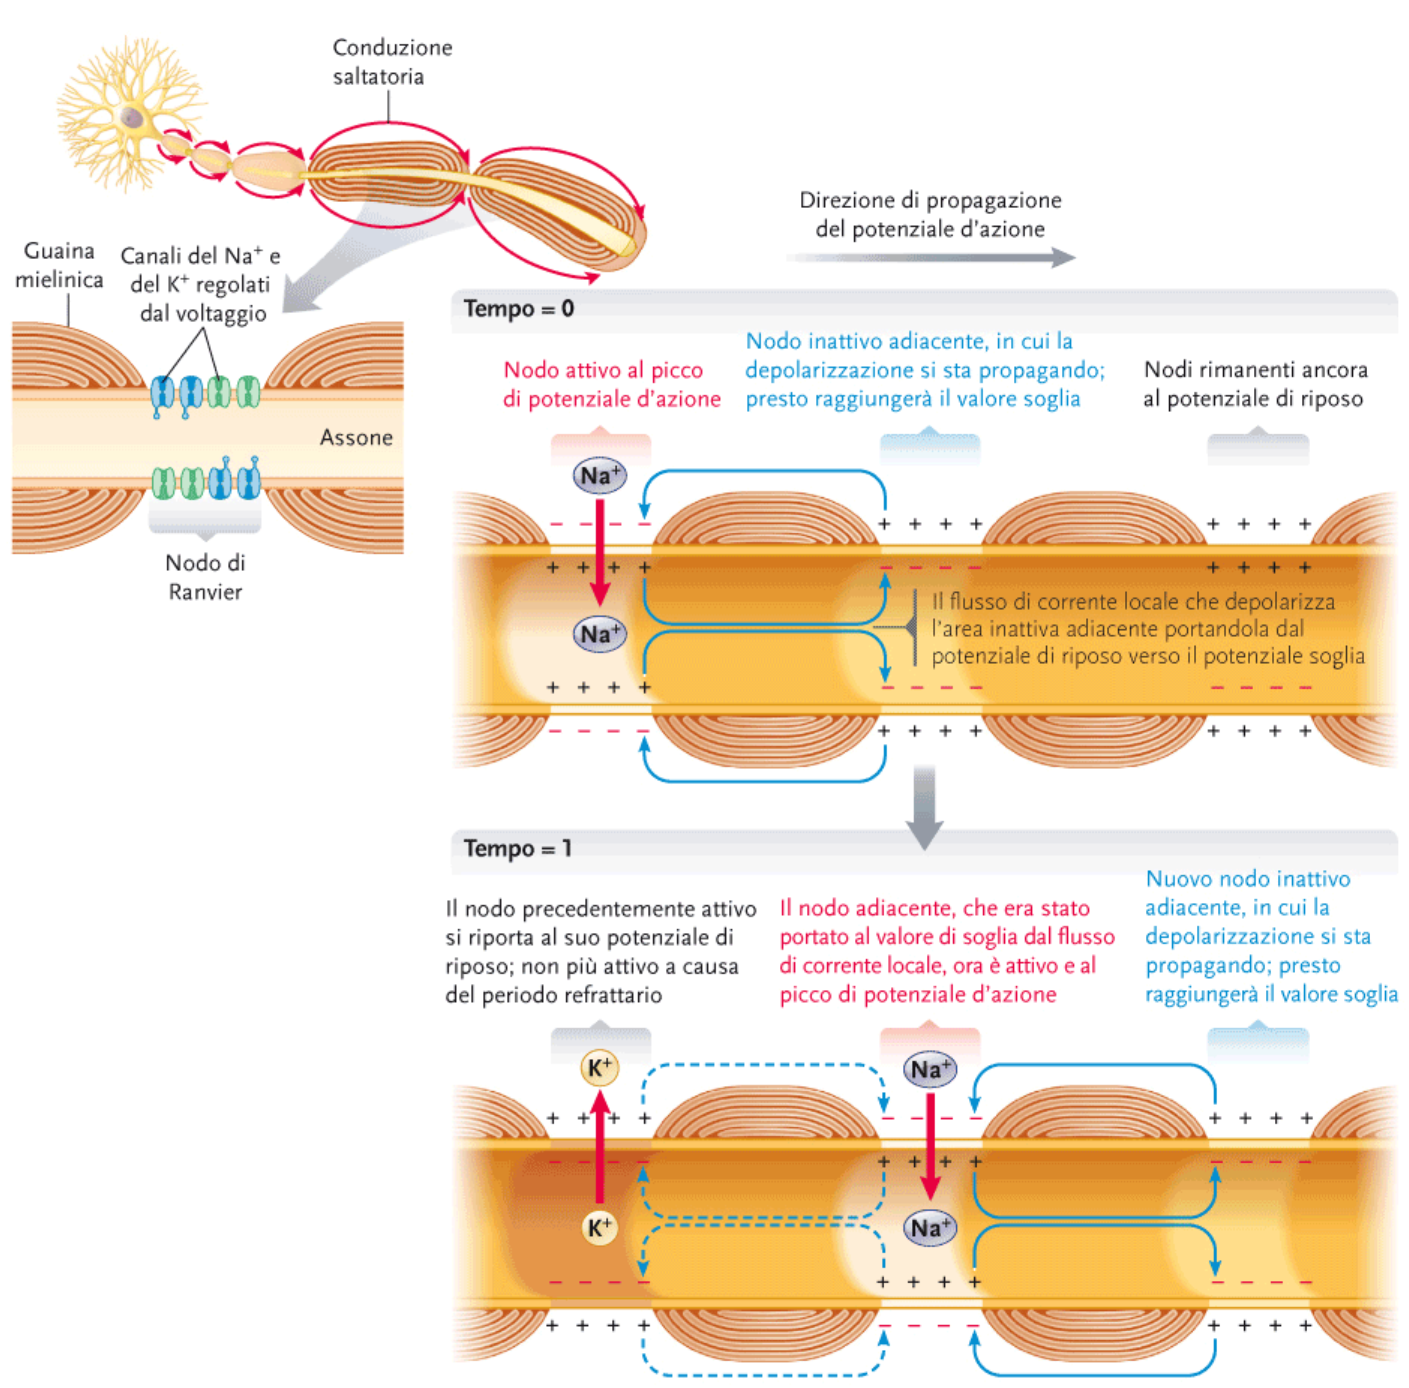 Conduzione
saltatoria
Direzione di propagazione
del potenziale d'azione
Guaina
mielinica
Canali del Na⁺ e
del K⁺ regolati
dal voltaggio
Assone
Nodo di
Ranvier
Tempo = 0
Nodo attivo al picco
di potenziale d'azione
Nodo inattivo adiacente, in cui la
depolarizzazione si sta propagando;
presto raggiungerà il valore soglia
Nodi rimanenti ancora
al potenziale di riposo
Na⁺
Na⁺
Il flusso di corrente locale che depolarizza
l'area inattiva adiacente portandola dal
potenziale di riposo verso il potenziale soglia
Tempo = 1
Il nodo precedentemente attivo
si riporta al suo potenziale di
riposo; non più attivo a causa
del periodo refrattario
Il nodo adiacente, che era stato
portato al valore di soglia dal flusso
di corrente locale, ora è attivo e al
picco di potenziale d'azione
Nuovo nodo inattivo
adiacente, in cui la
depolarizzazione si sta
propagando; presto
raggiungerà il valore soglia
K⁺
Na⁺
K⁺
Na⁺